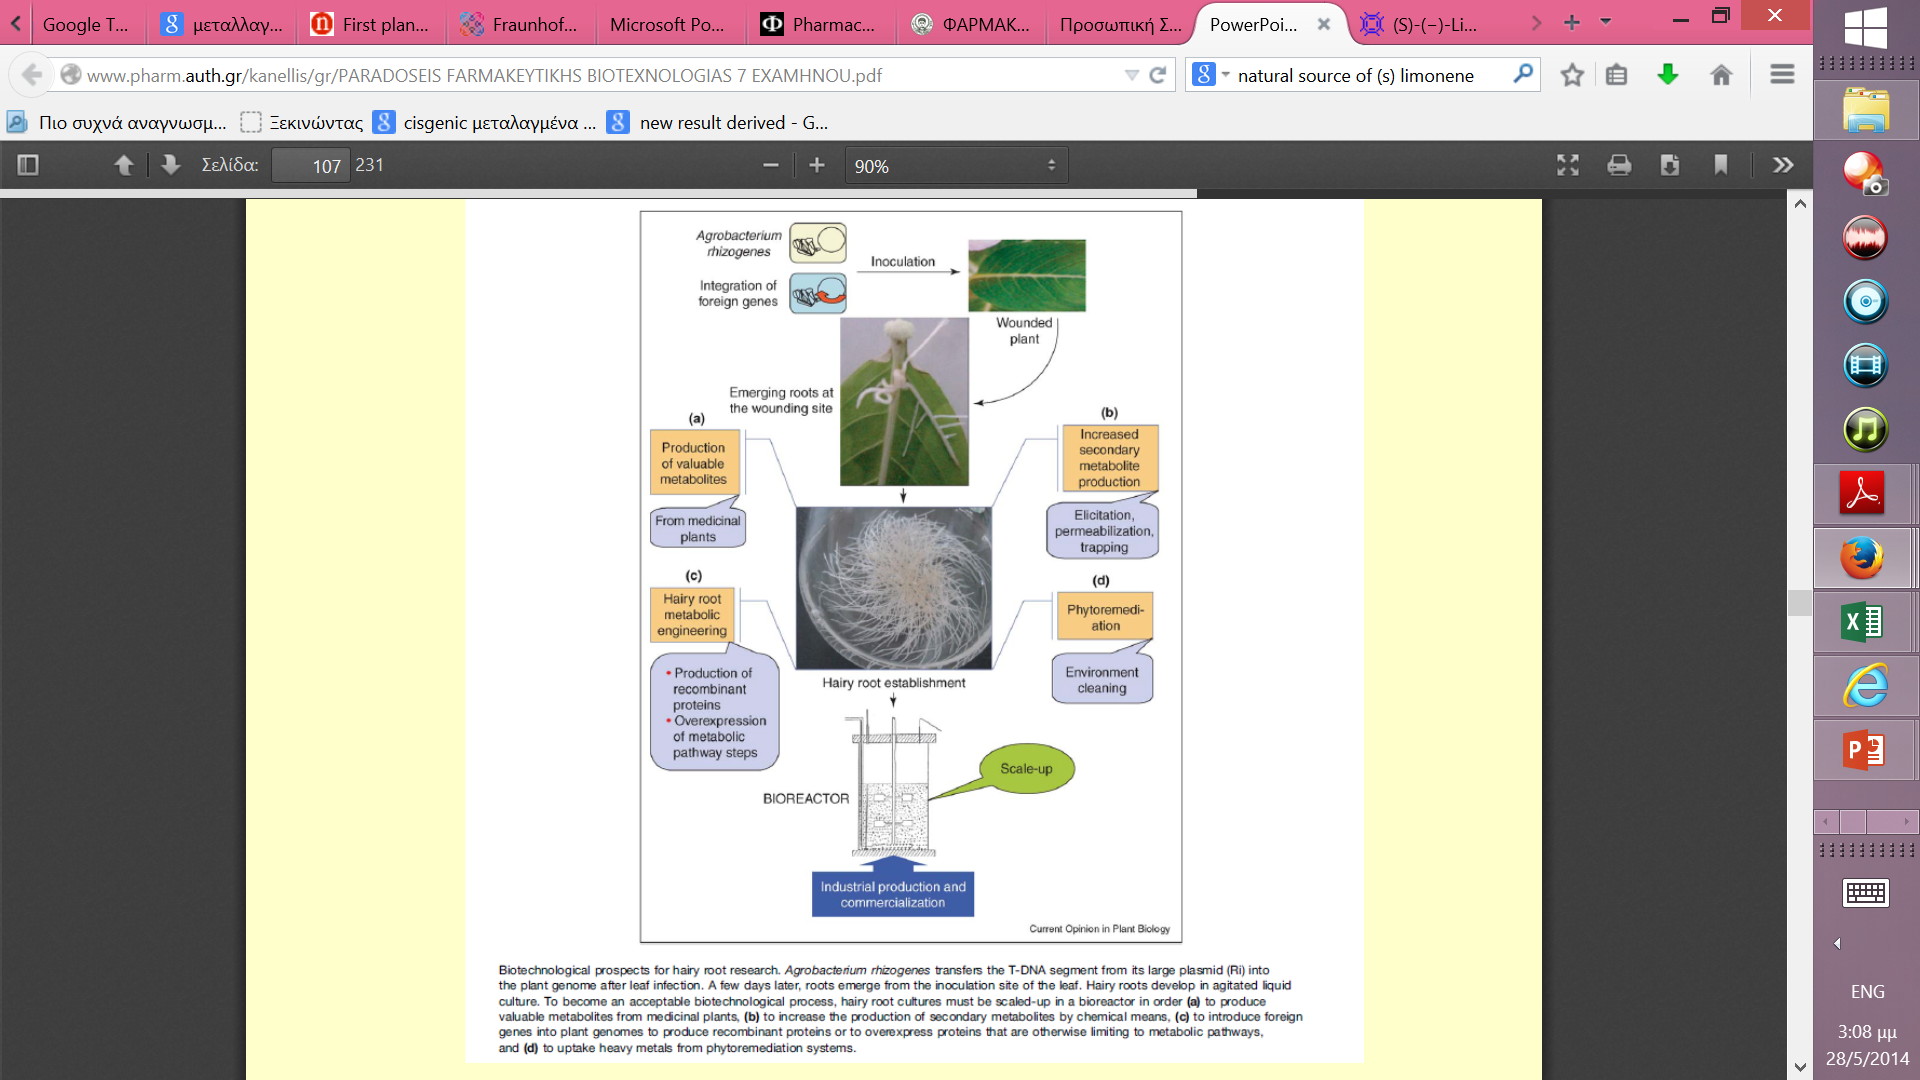 Google T...
μεταλλαγ...
First plan...
Fraunhof...
Microsoft Po...
Pharmac...
ΦΑΡΜΑΚ...
Προσωπική Σ...
PowerPoi...
(S)-(−)-Li...
www.pharm.auth.gr/kanellis/gr/PARADOSEIS FARMAKEYTIKHS BIOTEXNOLOGIAS 7 EXAMHNOU.pdf
natural source of (s) limonene
Πιο συχνά αναγνωσμ...
Ξεκινώντας
cisgenic μεταλαγμένα ...
new result derived - G...
Σελίδα:
107
231
90%
Agrobacterium
rhizogenes
Integration of
foreign genes
Inoculation
Wounded
plant
Emerging roots at
the wounding site
(a)
Production
of valuable
metabolites
From medicinal
plants
(b)
Increased
secondary
metabolite
production
Elicitation,
permeabilization,
trapping
(c)
Hairy root
metabolic
engineering
• Production of
recombinant
proteins
• Overexpression
of metabolic
pathway steps
(d)
Phytoremedi-
ation
Environment
cleaning
Hairy root establishment
BIOREACTOR
Scale-up
Industrial production and
commercialization
Current Opinion in Plant Biology
Biotechnological prospects for hairy root research. Agrobacterium rhizogenes transfers the T-DNA segment from its large plasmid (Ri) into
the plant genome after leaf infection. A few days later, roots emerge from the inoculation site of the leaf. Hairy roots develop in agitated liquid
culture. To become an acceptable biotechnological process, hairy root cultures must be scaled-up in a bioreactor in order (a) to produce
valuable metabolites from medicinal plants, (b) to increase the production of secondary metabolites by chemical means, (c) to introduce foreign
genes into plant genomes to produce recombinant proteins or to overexpress proteins that are otherwise limiting to metabolic pathways,
and (d) to uptake heavy metals from phytoremediation systems.
ENG
3:08 μμ
28/5/2014